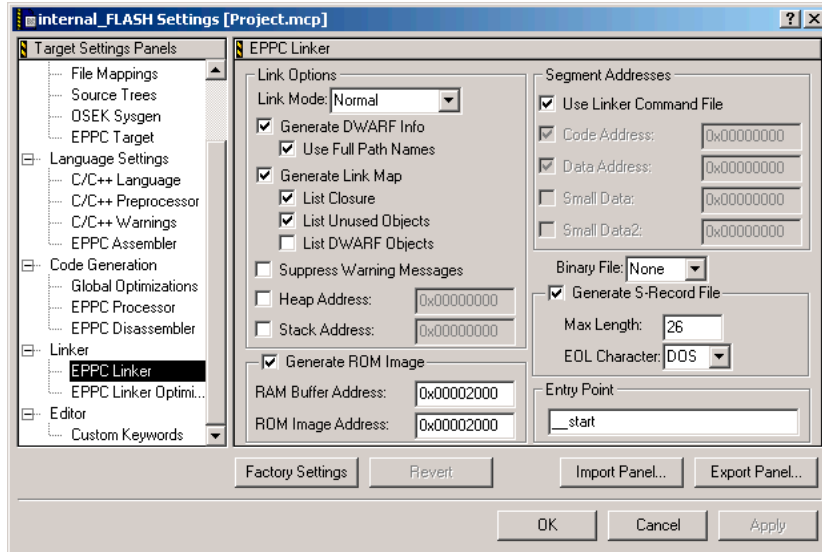 internal_FLASH Settings [Project.mcp]
Target Settings Panels
File Mappings
Source Trees
OSEK Sysgen
EPPC Target
Language Settings
C/C++ Language
C/C++ Preprocessor
C/C++ Warnings
EPPC Assembler
Code Generation
Global Optimizations
EPPC Processor
EPPC Disassembler
Linker
EPPC Linker
EPPC Linker Optimi...
Editor
Custom Keywords
EPPC Linker
Link Options
Link Mode: Normal
Generate DWARF Info
Use Full Path Names
Generate Link Map
List Closure
List Unused Objects
List DWARF Objects
Suppress Warning Messages
Heap Address: 0x00000000
Stack Address: 0x00000000
Generate ROM Image
RAM Buffer Address: 0x00002000
ROM Image Address: 0x00002000
Segment Addresses
Use Linker Command File
Code Address: 0x00000000
Data Address: 0x00000000
Small Data: 0x00000000
Small Data2: 0x00000000
Binary File: None
Generate S-Record File
Max Length: 26
EOL Character: DOS
Entry Point
__start
Factory Settings Revert Import Panel... Export Panel...
OK Cancel Apply